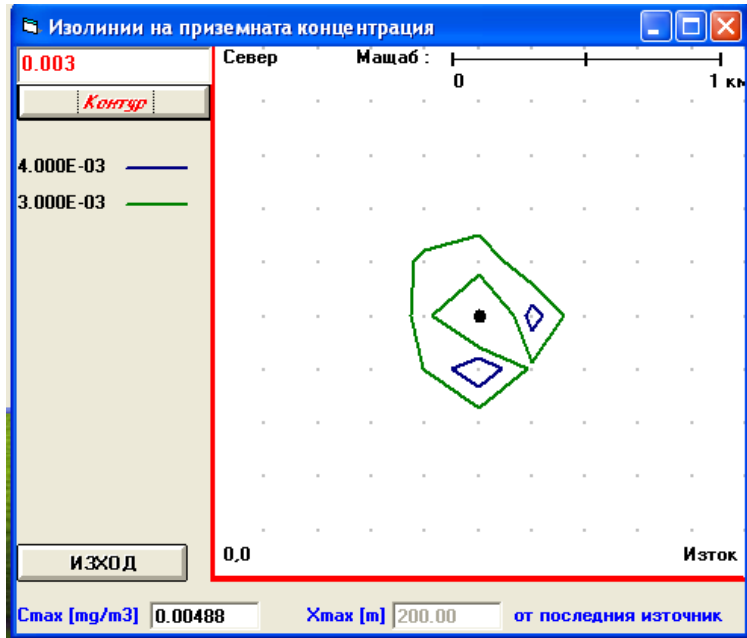 Изолинии на приземната концентрация
0.003
Север Мащаб :
0 1 км
Контур
4.000E-03
3.000E-03
ИЗХОД
0,0 Изток
Cmax [mg/m3] 0.00488 Xmax [m] 200.00 от последния източник